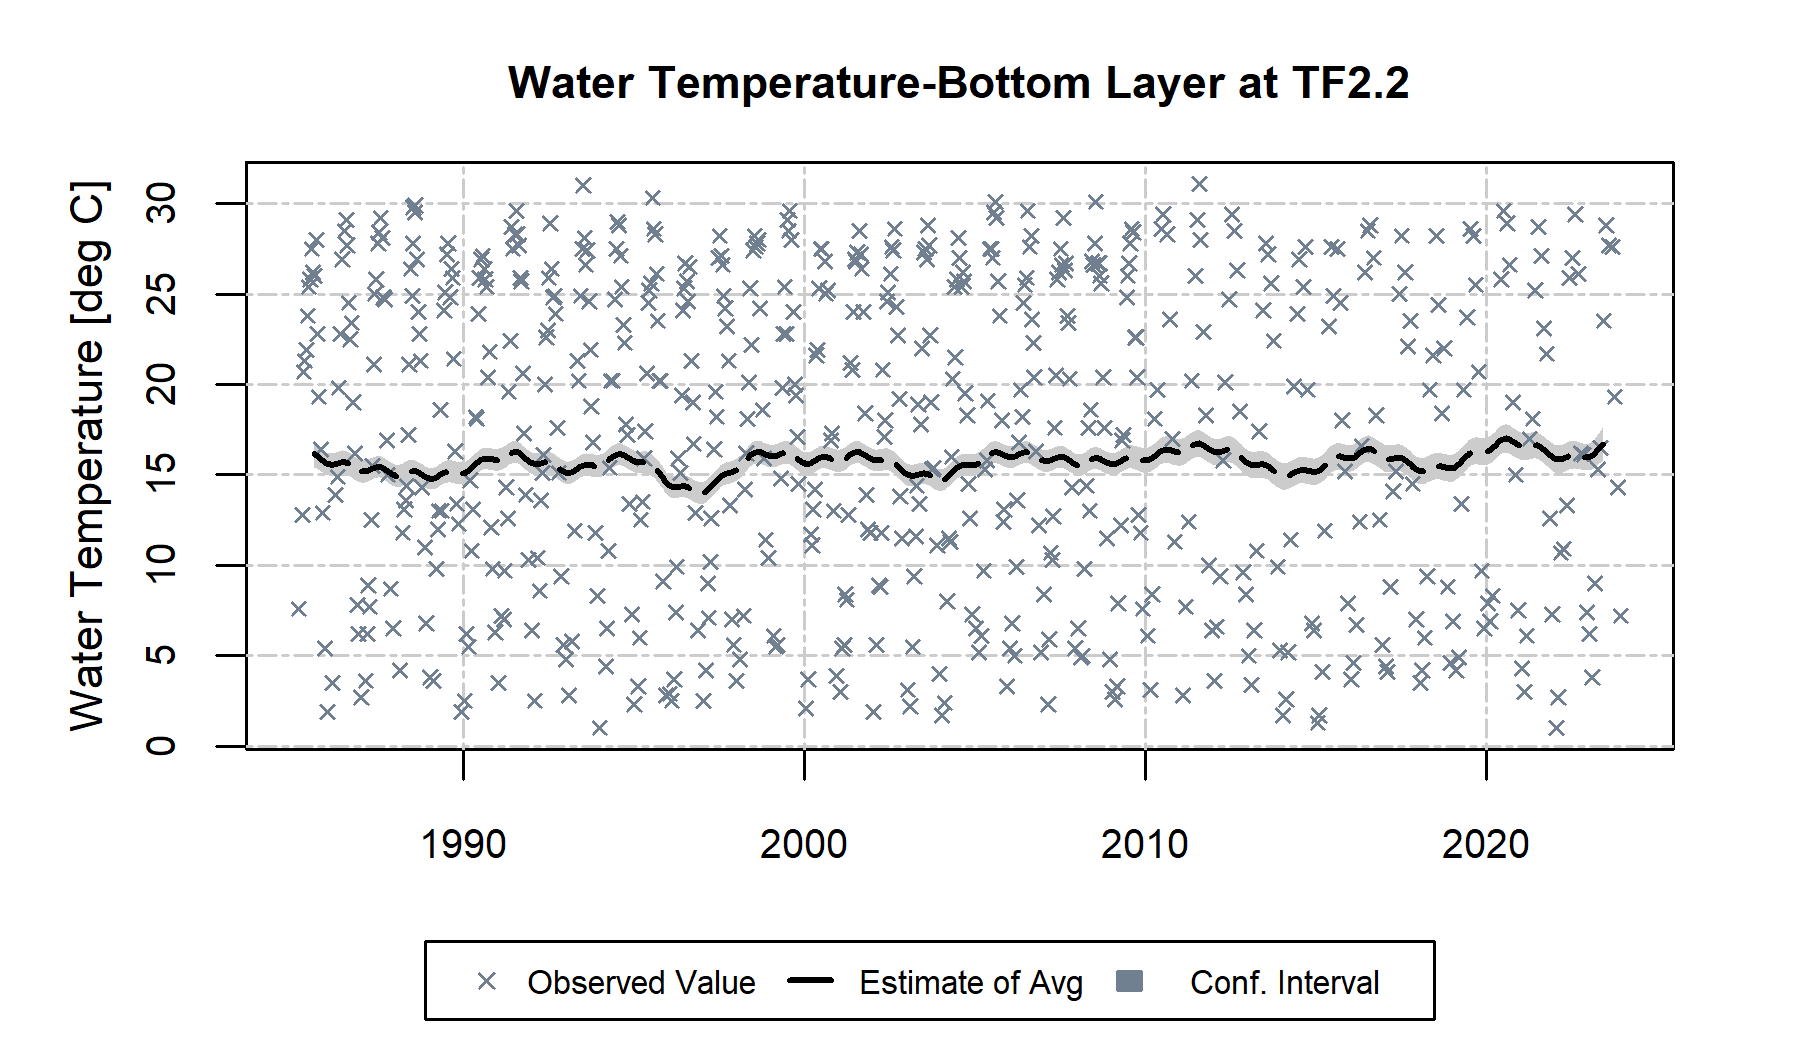 Water Temperature-Bottom Layer at TF2.2
Water Temperature [deg C]
30
25
20
15
10
5
0
1990 2000 2010 2020
Observed Value Estimate of Avg Conf. Interval